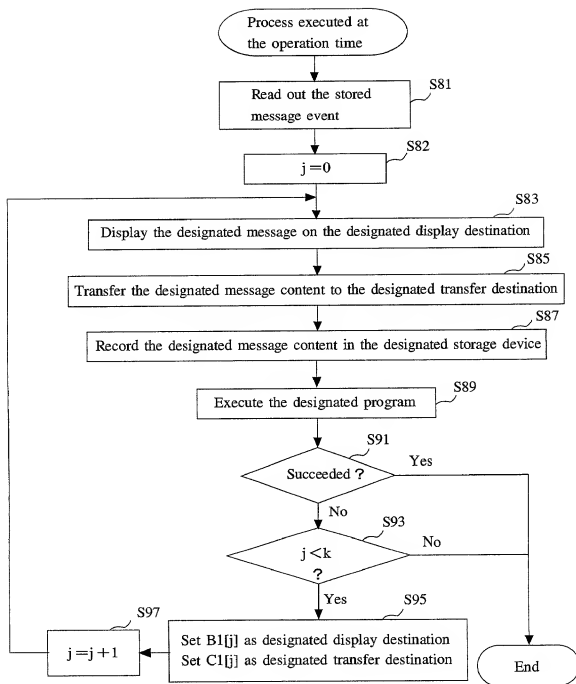 Process executed at
the operation time
S81
Read out the stored
message event
S82
j=0
S83
Display the designated message on the designated display destination
S85
Transfer the designated message content to the designated transfer destination
S87
Record the designated message content in the designated storage device
S89
Execute the designated program
S91
Succeeded ?
Yes
No
S93
j<k
?
No
Yes
S95
Set B1[j] as designated display destination
Set C1[j] as designated transfer destination
S97
j=j+1
End